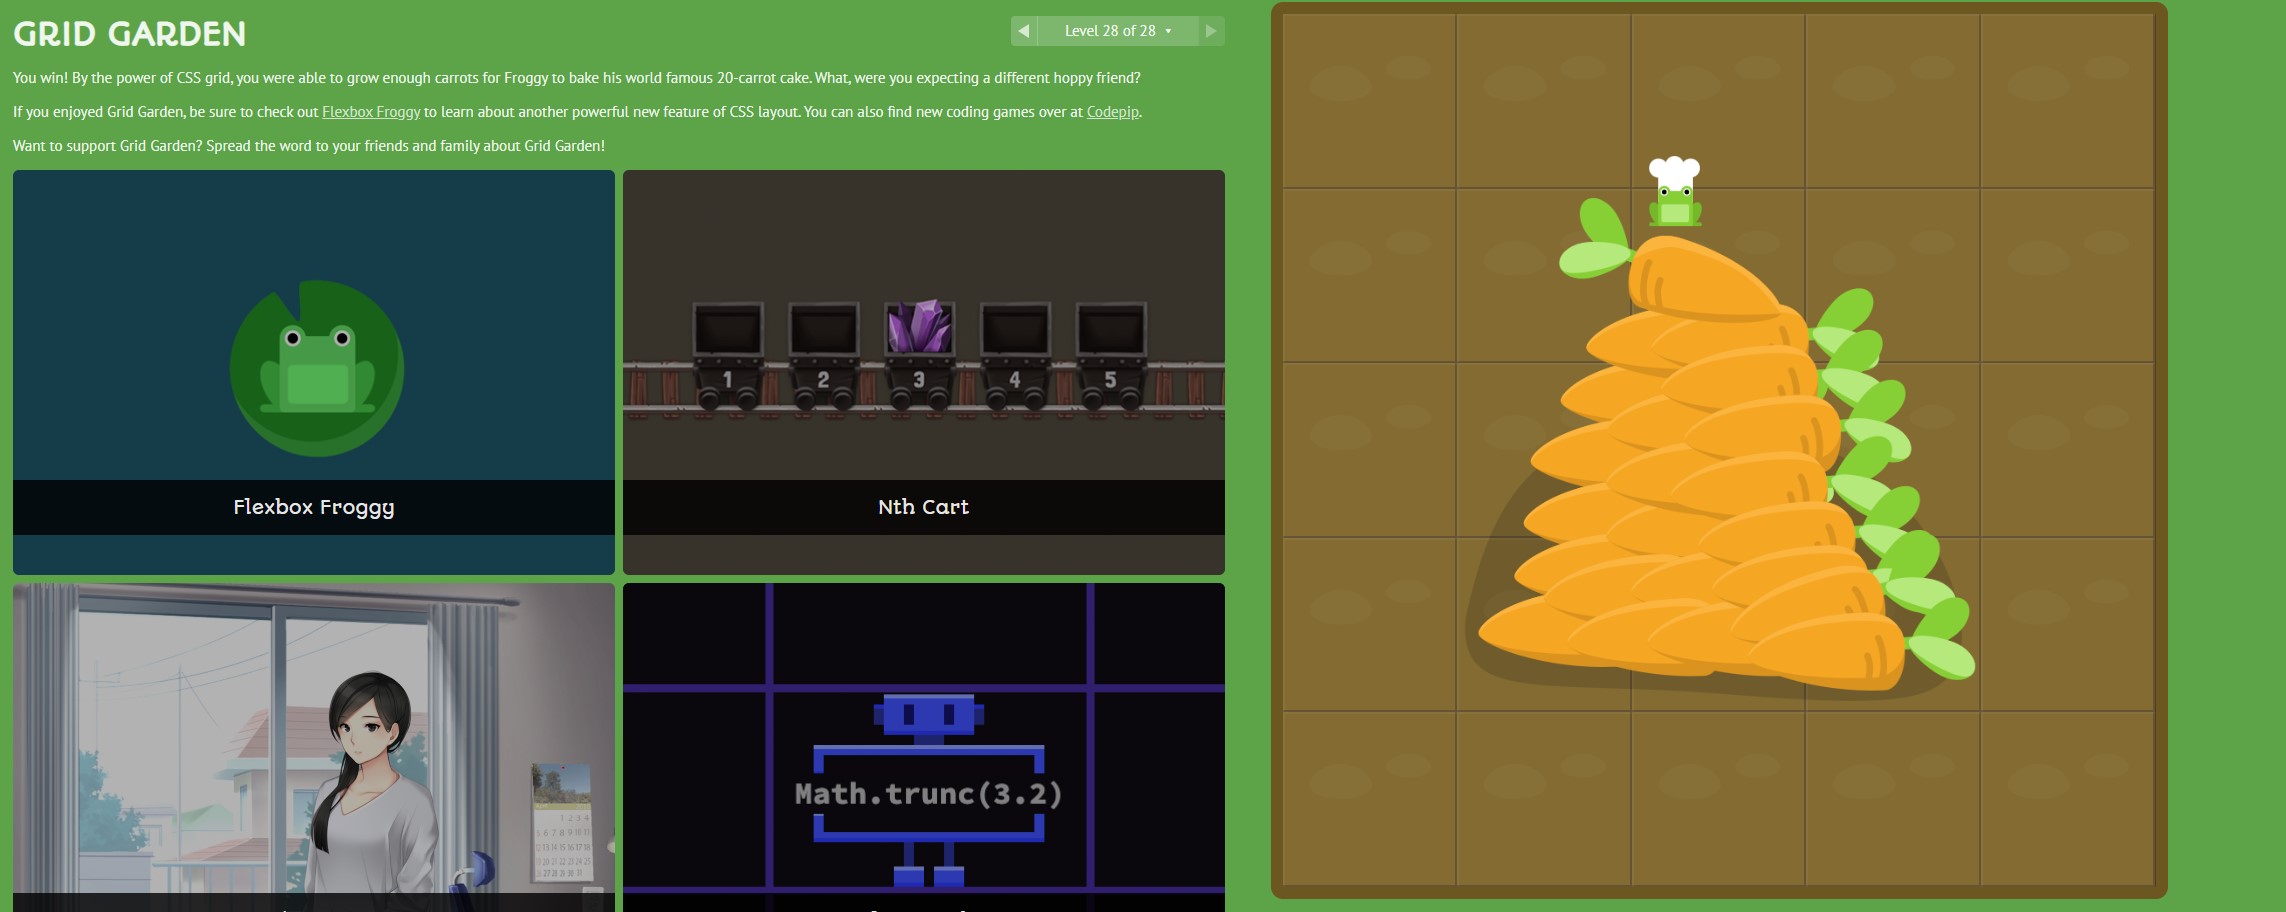 GRID GARDEN
Level 28 of 28
You win! By the power of CSS grid, you were able to grow enough carrots for Froggy to bake his world famous 20-carrot cake. What, were you expecting a different hoppy friend?
If you enjoyed Grid Garden, be sure to check out Flexbox Froggy to learn about another powerful new feature of CSS layout. You can also find new coding games over at Codepip.
Want to support Grid Garden? Spread the word to your friends and family about Grid Garden!
1 2 3 4 5
Flexbox Froggy
Nth Cart
Math.trunc(3.2)